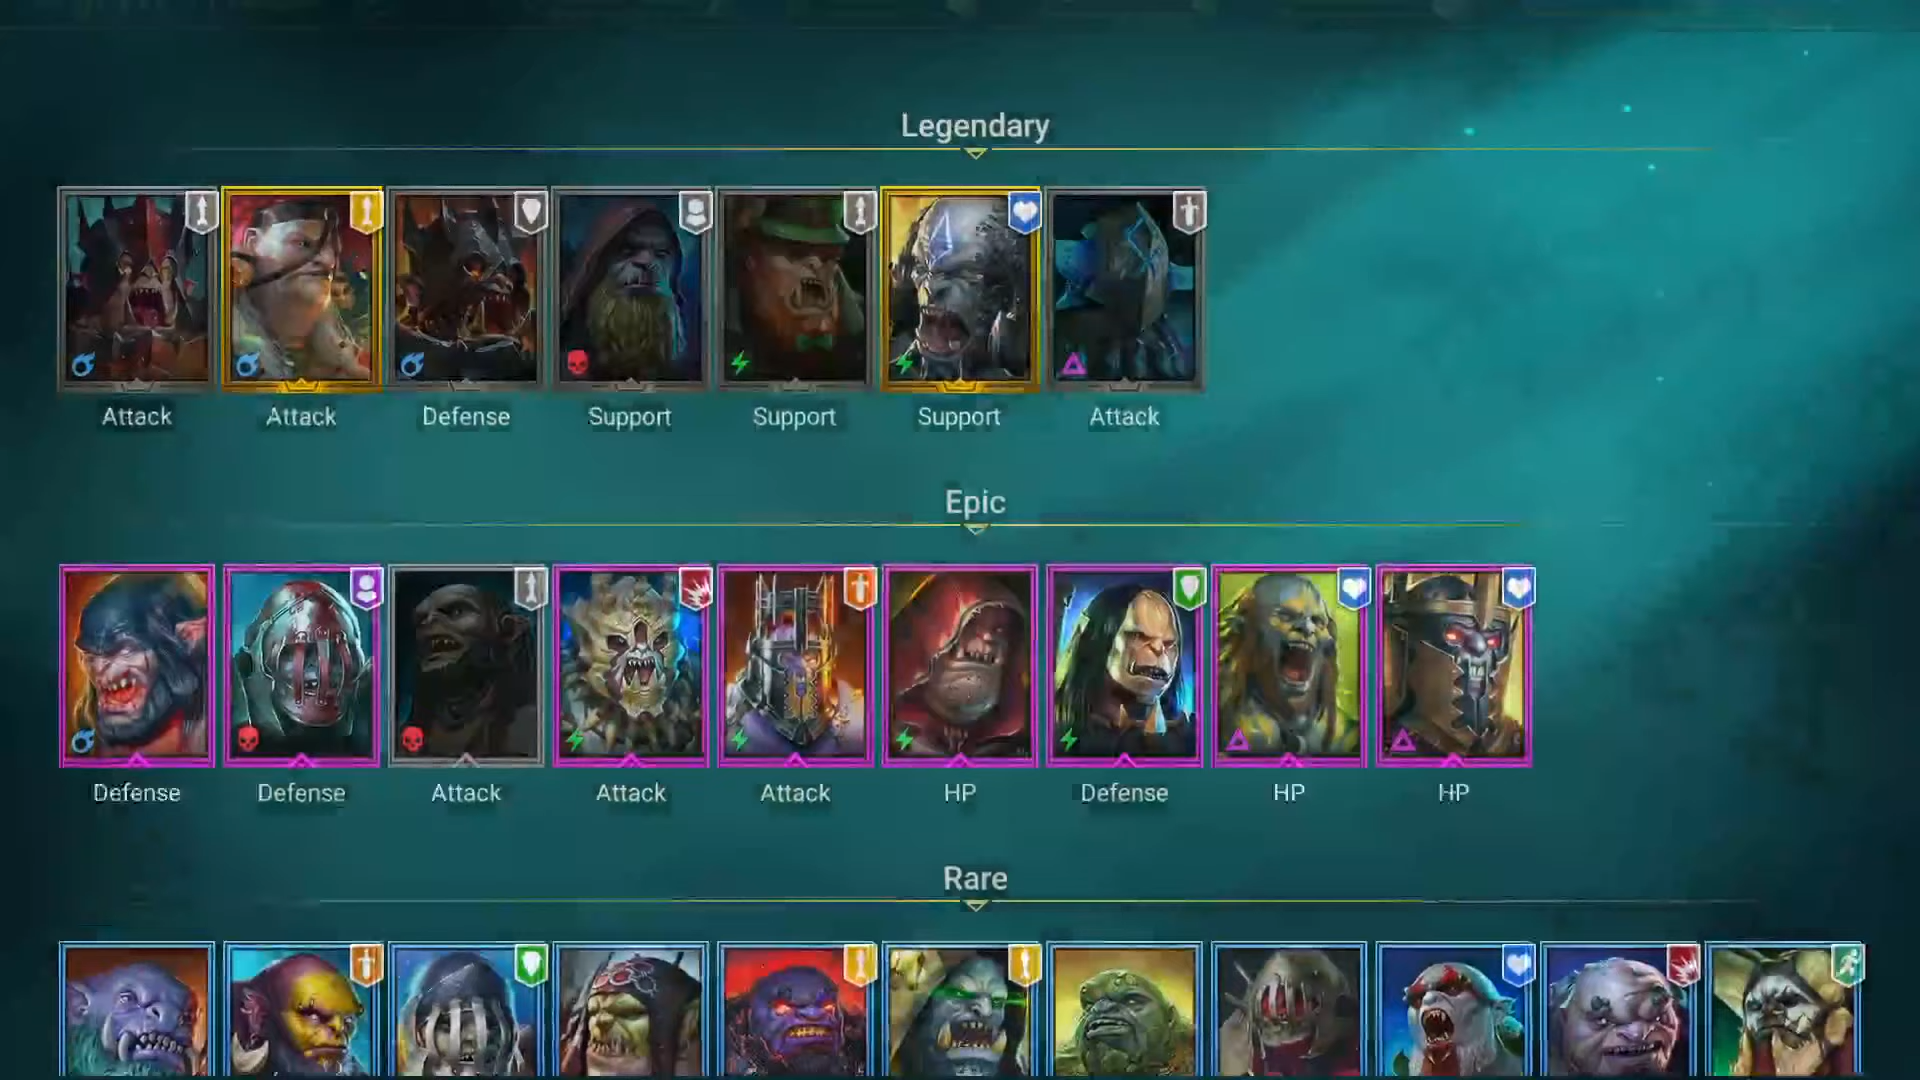 Legendary
Attack Attack Defense Support Support Support Attack
Epic
Defense Defense Attack Attack Attack HP Defense HP HP
Rare